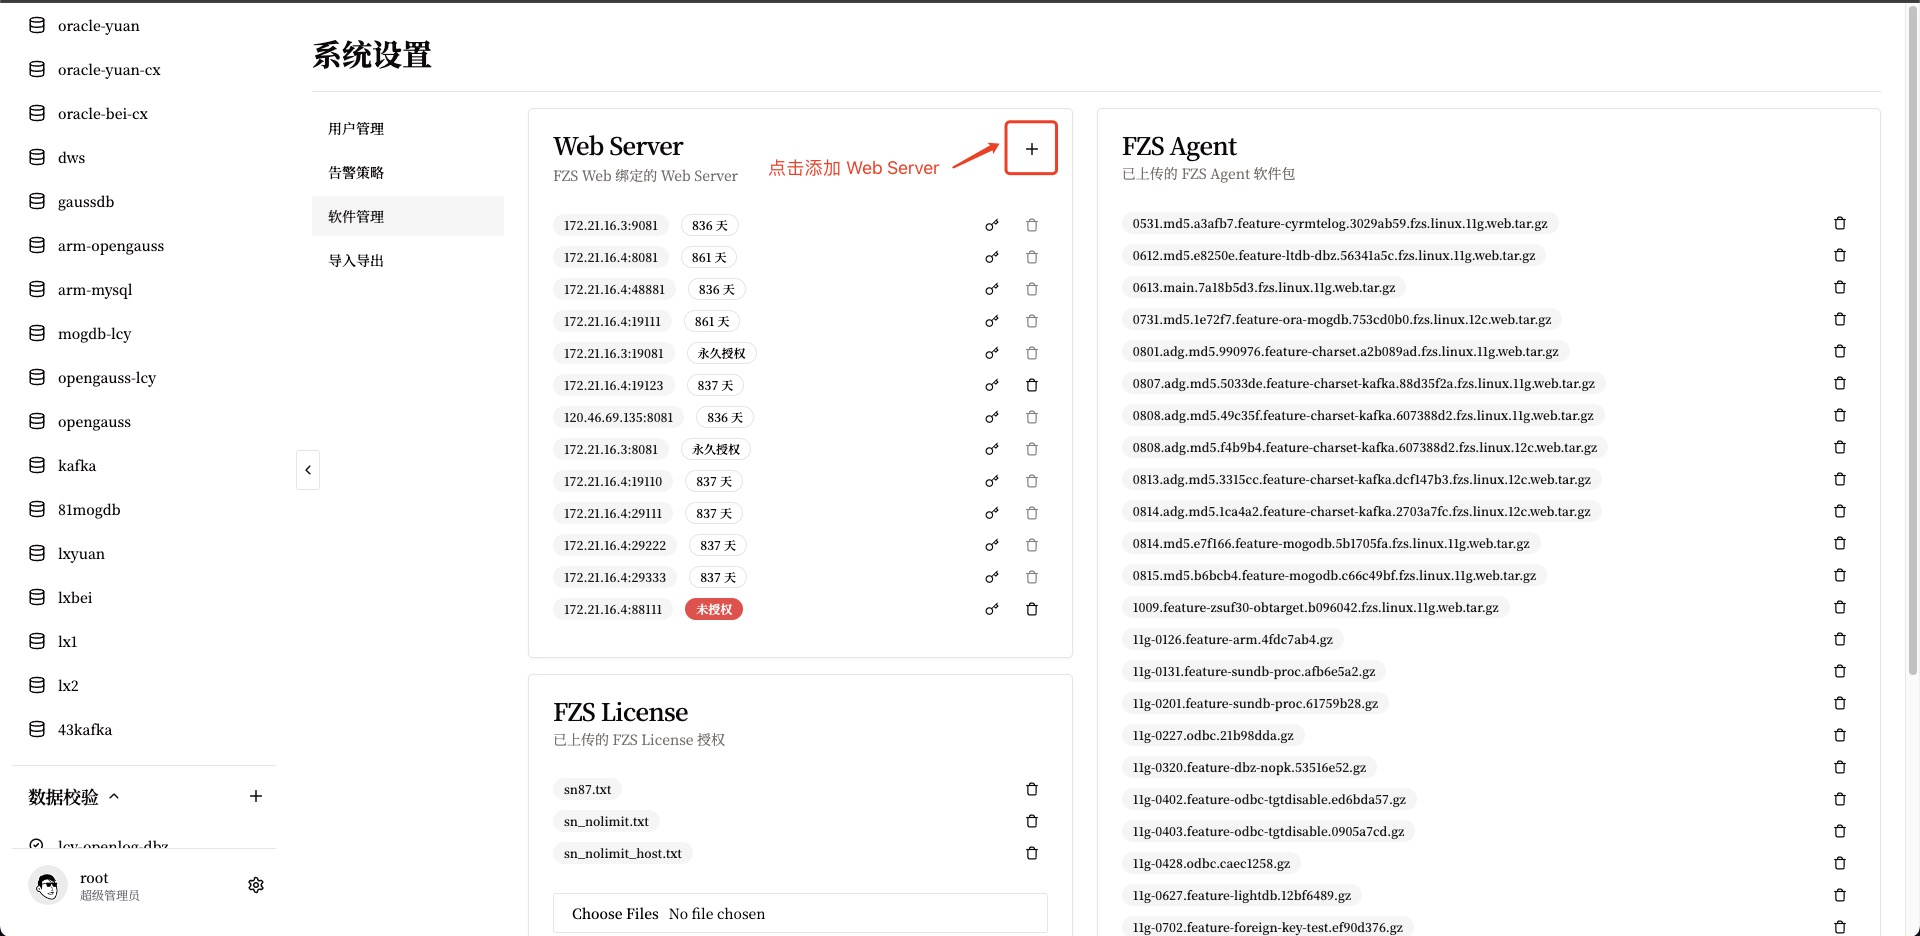 oracle-yuan
oracle-yuan-cx
oracle-bei-cx
dws
gaussdb
arm-opengauss
arm-mysql
mogdb-lcy
opengauss-lcy
opengauss
kafka
81mogdb
lxyuan
lxbei
lx1
lx2
43kafka
数据校验
lcy-openlog-dbz
root
超级管理员
系统设置
用户管理
告警策略
软件管理
导入导出
Web Server
FZS Web 绑定的 Web Server
点击添加 Web Server
172.21.16.3:9081 836 天
172.21.16.4:8081 861 天
172.21.16.4:48881 836 天
172.21.16.4:19111 861 天
172.21.16.3:19081 永久授权
172.21.16.4:19123 837 天
120.46.69.135:8081 836 天
172.21.16.3:8081 永久授权
172.21.16.4:19110 837 天
172.21.16.4:29111 837 天
172.21.16.4:29222 837 天
172.21.16.4:29333 837 天
172.21.16.4:88111 未授权
FZS License
已上传的 FZS License 授权
sn87.txt
sn_nolimit.txt
sn_nolimit_host.txt
Choose Files No file chosen
FZS Agent
已上传的 FZS Agent 软件包
0531.md5.a3afb7.feature-cyrmtelog.3029ab59.fzs.linux.11g.web.tar.gz
0612.md5.e8250e.feature-ltdb-dbz.56341a5c.fzs.linux.11g.web.tar.gz
0613.main.7a18b5d3.fzs.linux.11g.web.tar.gz
0731.md5.1e72f7.feature-ora-mogdb.753cd0b0.fzs.linux.12c.web.tar.gz
0801.adg.md5.990976.feature-charset.a2b089ad.fzs.linux.11g.web.tar.gz
0807.adg.md5.5033de.feature-charset-kafka.88d35f2a.fzs.linux.11g.web.tar.gz
0808.adg.md5.49c35f.feature-charset-kafka.607388d2.fzs.linux.11g.web.tar.gz
0808.adg.md5.f4b9b4.feature-charset-kafka.607388d2.fzs.linux.12c.web.tar.gz
0813.adg.md5.3315cc.feature-charset-kafka.dcf147b3.fzs.linux.12c.web.tar.gz
0814.adg.md5.1ca4a2.feature-charset-kafka.2703a7fc.fzs.linux.12c.web.tar.gz
0814.md5.e7f166.feature-mogodb.5b1705fa.fzs.linux.11g.web.tar.gz
0815.md5.b6bcb4.feature-mogodb.c66c49bf.fzs.linux.11g.web.tar.gz
1009.feature-zsuf30-obtarget.b096042.fzs.linux.11g.web.tar.gz
11g-0126.feature-arm.4fdc7ab4.gz
11g-0131.feature-sundb-proc.afb6e5a2.gz
11g-0201.feature-sundb-proc.61759b28.gz
11g-0227.odbc.21b98dda.gz
11g-0320.feature-dbz-nopk.53516e52.gz
11g-0402.feature-odbc-tgtdisable.ed6bda57.gz
11g-0403.feature-odbc-tgtdisable.0905a7cd.gz
11g-0428.odbc.caec1258.gz
11g-0627.feature-lightdb.12bf6489.gz
11g-0702.feature-foreign-key-test.ef90d376.gz